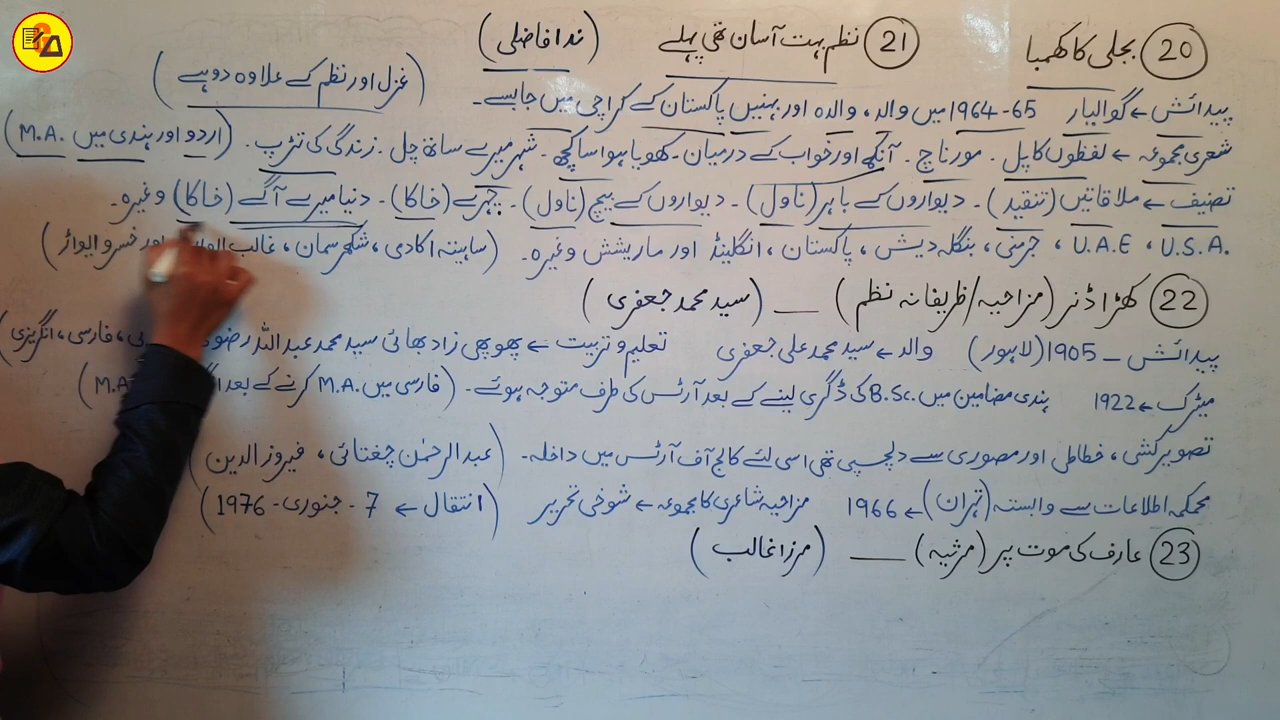 20 بجلی کا کھمبا 21 نظم بہت آسان تھی پہلے (ندا فاضلی)
(غزل اور نظم کے علاوہ دوہے)
پیدائش ← گوالیار 65-1964 میں والد، والدہ اور بہنیں پاکستان کے کراچی میں جا بسے۔
شعری مجموعہ ← لفظوں کا پل ۔ مور ناچ ۔ آنکھ اور خواب کے درمیان ۔ کھویا ہوا سا کچھ ۔ شہر میرے ساتھ چل ۔ زندگی کی تڑپ ۔ (اردو اور ہندی میں M.A.)
تصنیف ← ملاقاتیں (تنقید) ۔ دیواروں کے باہر (ناول) ۔ دیواروں کے بیچ (ناول) ۔ چہرے (خاکا) ۔ دنیا میرے آگے (خاکا) وغیرہ۔
U.S.A. ، U.A.E ، جرمنی، بنگلہ دیش، پاکستان، انگلینڈ اور ماریشش وغیرہ۔ (ساہیتہ اکادمی، شکھر سمان، غالب اور خسرو ایواڑ)
22 کھڑا ڈنر (مزاحیہ/ظریفانہ نظم) — (سید محمد جعفری)
پیدائش – 1905 (لاہور) والد ← سید محمد علی جعفری تعلیم و تربیت ← پھوپھی زاد بھائی سید محمد عبداللہ فارسی، انگریزی)
میٹرک ← 1922 ہندی مضامین میں B.Sc. کی ڈگری لینے کے بعد آرٹس کی طرف متوجہ ہوئے۔ (فارسی میں M.A. کرنے کے بعد M.A.)
تصویر کشی، فطاطی اور مصوری سے دلچسپی تھی اسی لئے کالج آف آرٹس میں داخلہ۔ (عبدالرحمٰن چغتائی، فیروز الدین
محکمہ اطلاعات سے وابستہ (تہران) ← 1966 مزاحیہ شاعری کا مجموعہ ← شوخی تحریر (انتقال ← 7 - جنوری - 1976)
23 عارف کی موت پر (مرثیہ) — (مرزا غالب)